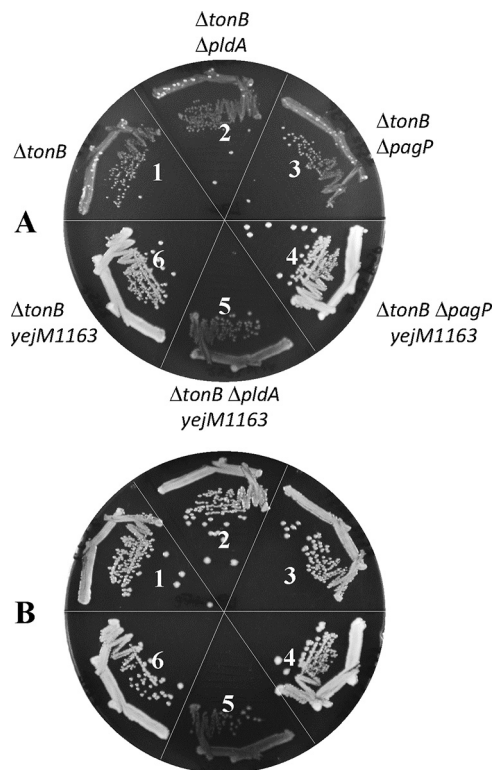 ΔtonB
ΔpldA
ΔtonB
ΔtonB
ΔpagP
1
2
3
A
6
4
5
ΔtonB
yejM1163
ΔtonB ΔpagP
yejM1163
ΔtonB ΔpldA
yejM1163
1
2
3
B
6
4
5